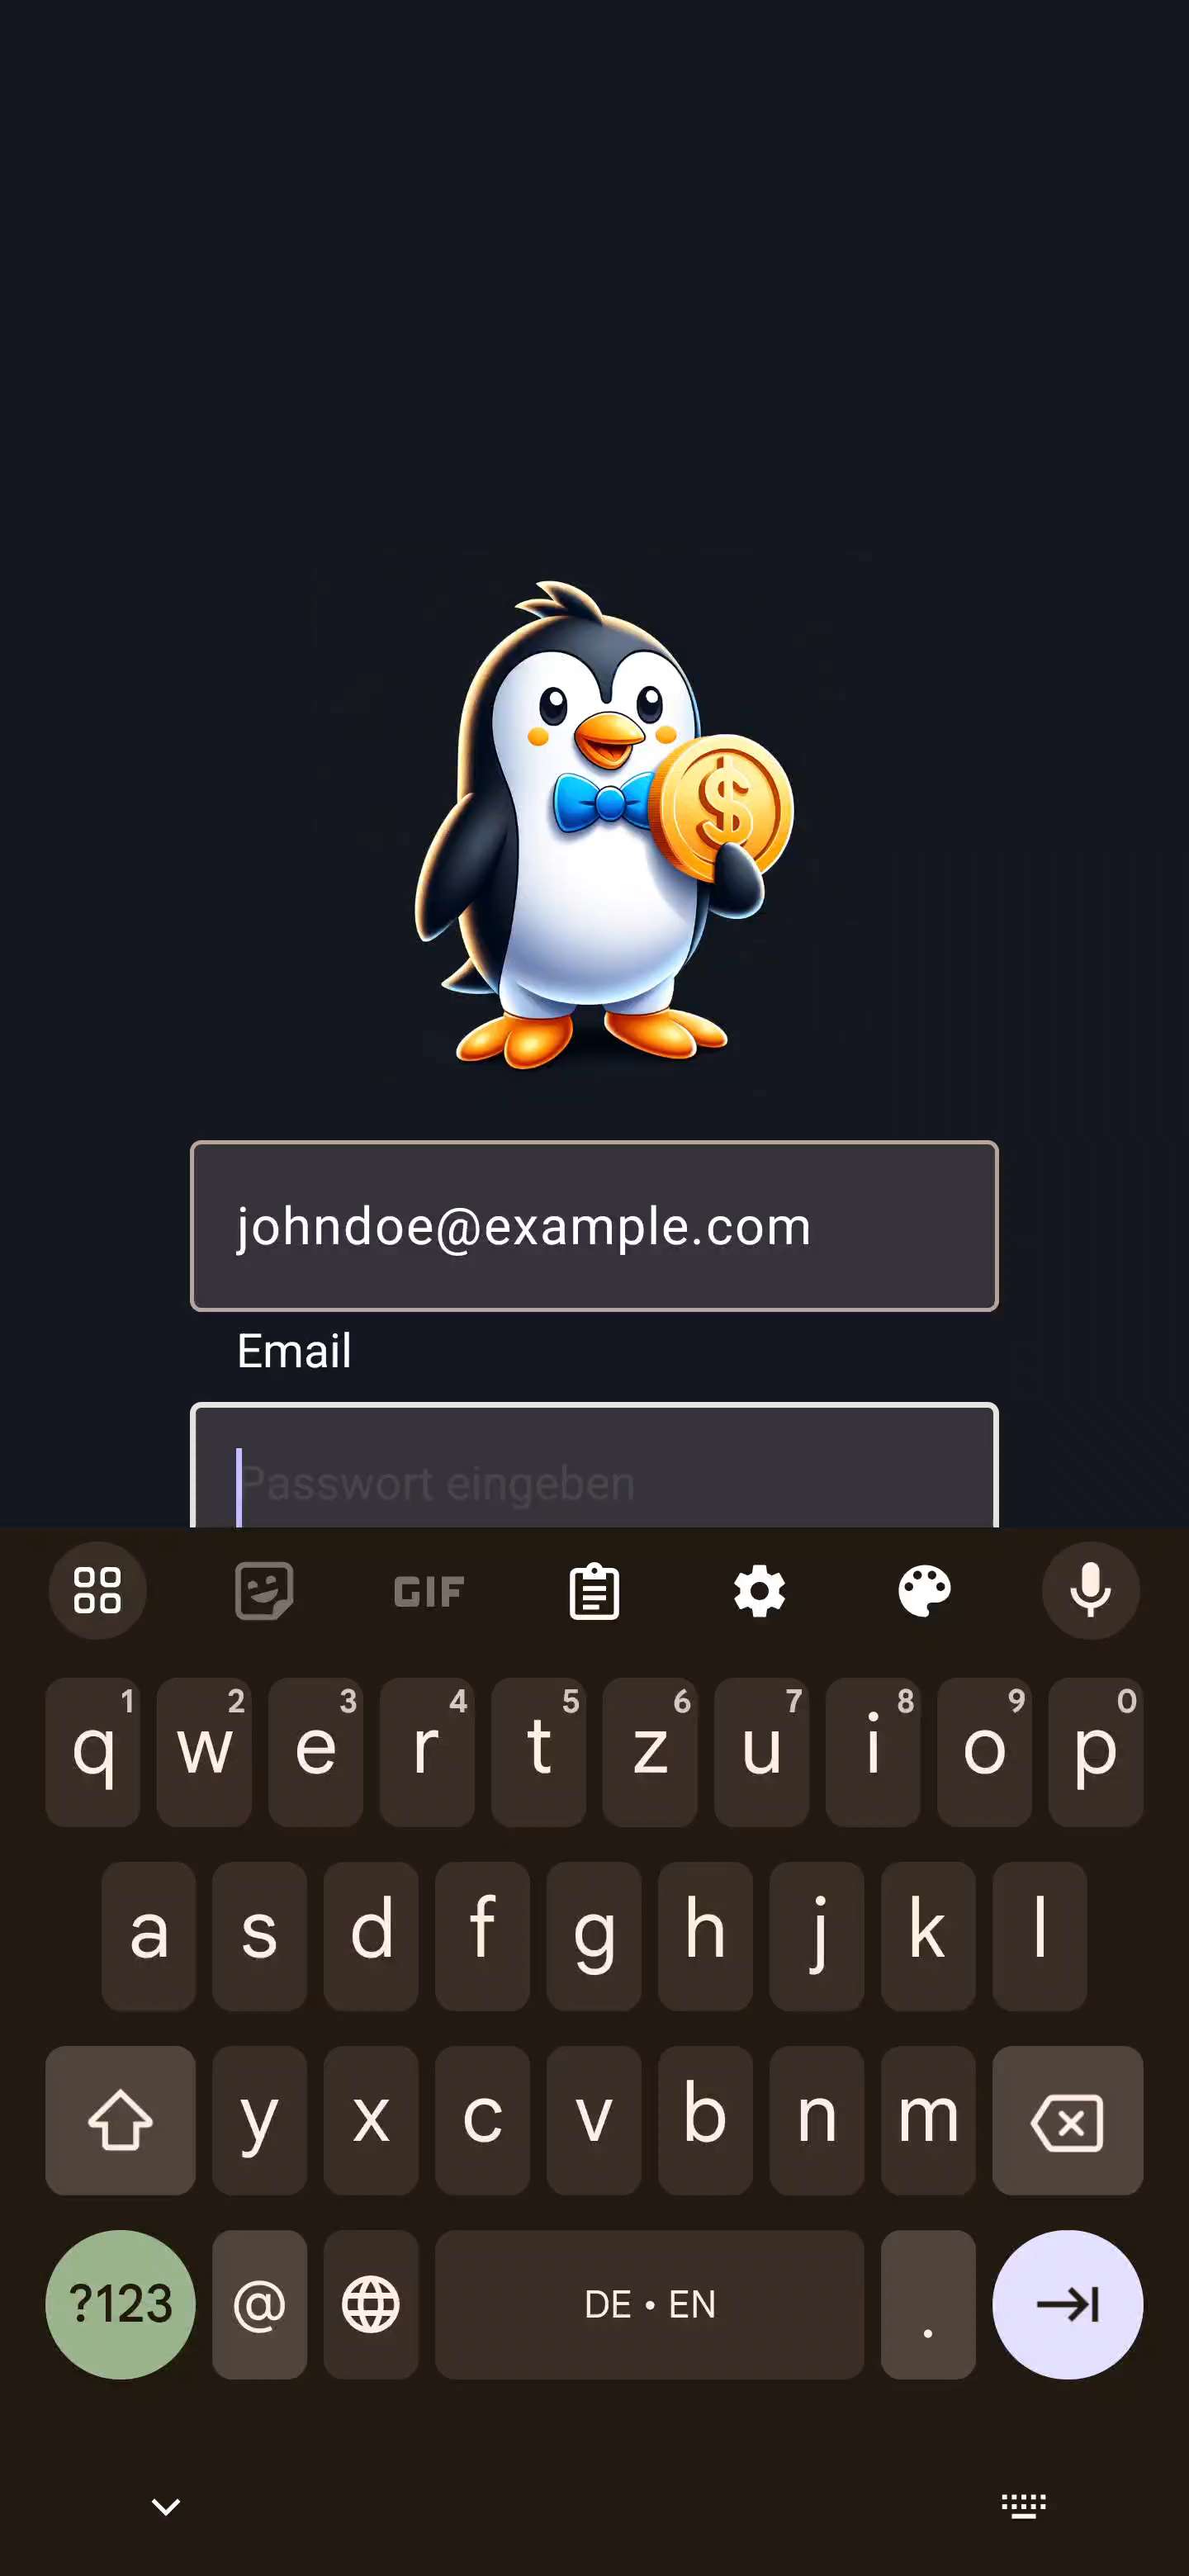 $
johndoe@example.com
Email
Passwort eingeben
GIF
1 2 3 4 5 6 7 8 9 0
q w e r t z u i o p
a s d f g h j k l
y x c v b n m
?123 @ DE • EN .